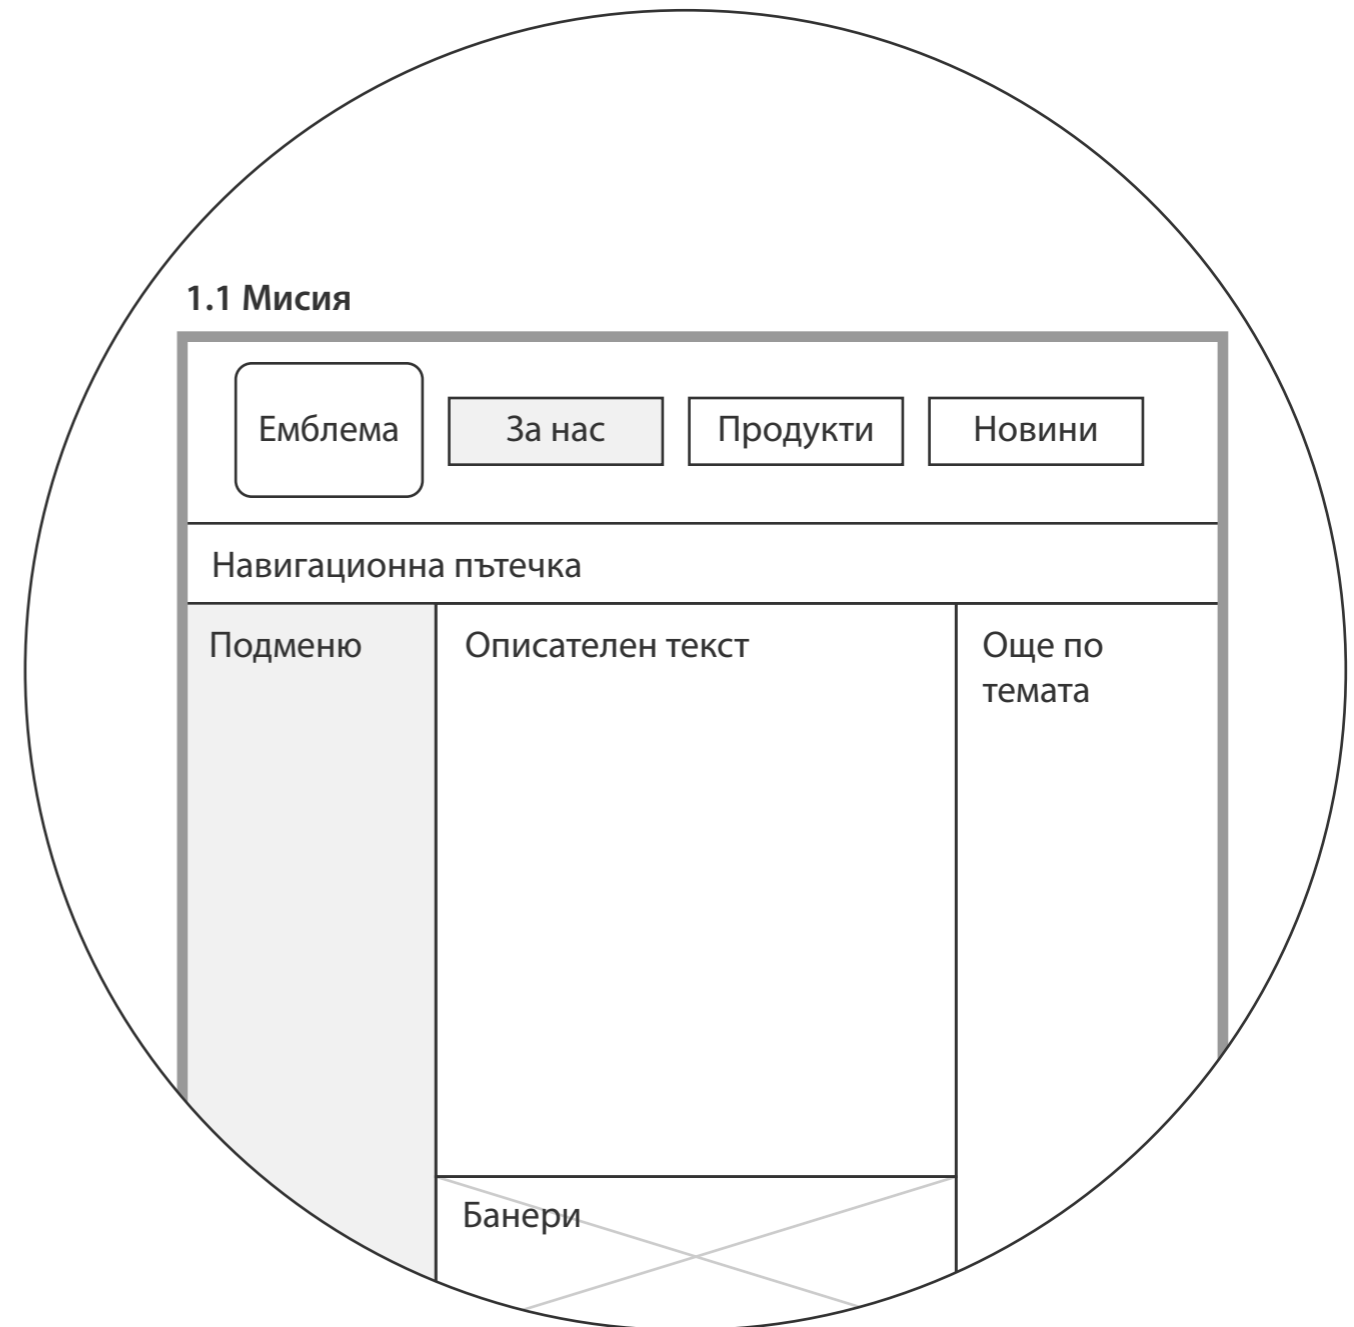 1.1 Мисия
Емблема
За нас
Продукти
Новини
Навигационна пътечка
Подменю
Описателен текст
Още по
темата
Банери